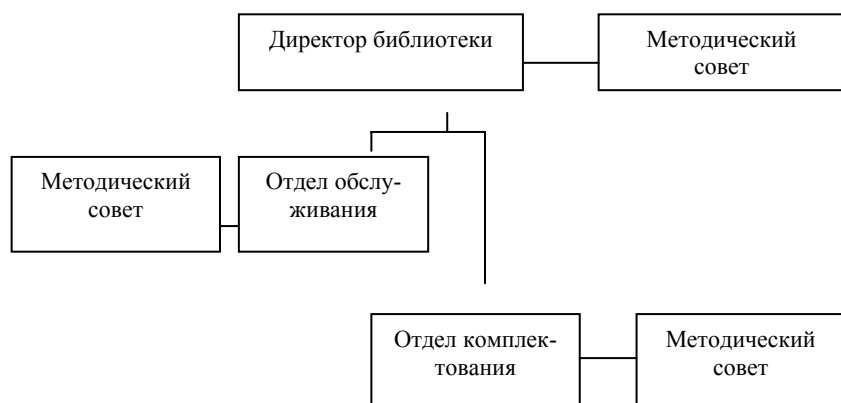 Директор библиотеки
Методический
совет
Методический
совет
Отдел обслу-
живания
Отдел комплек-
тования
Методический
совет